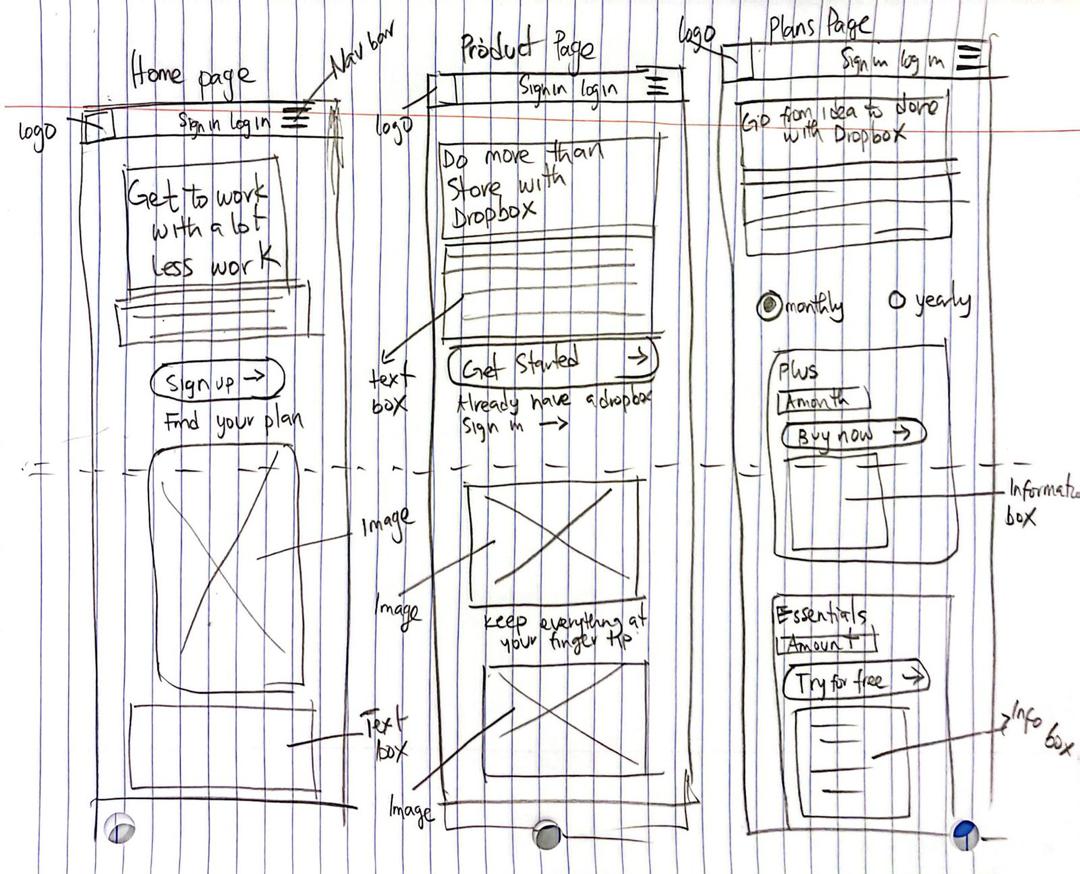 Home page
Nav bar
logo
Sign in log in
Get to work
with a lot
less work
Sign up →
Find your plan
Image
Text
box
Product Page
logo
Sign in login
Do more than
Store with
Dropbox
text
box
Get Started →
Already have a dropbox
Sign in →
Image
keep everything at
your finger tip
Image
Plans Page
logo
Sign in log in
Go from idea to done
with Dropbox
monthly
yearly
Plus
Amonth
Buy now →
box
Essentials
Amount
Try for free →
Info
box